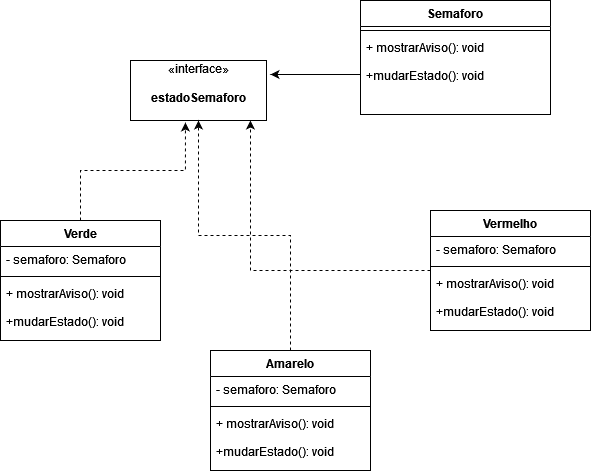 Semaforo
+ mostrarAviso(): void
+mudarEstado(): void
«interface»
estadoSemaforo
Verde
- semaforo: Semaforo
+ mostrarAviso(): void
+mudarEstado(): void
Vermelho
- semaforo: Semaforo
+ mostrarAviso(): void
+mudarEstado(): void
Amarelo
- semaforo: Semaforo
+ mostrarAviso(): void
+mudarEstado(): void